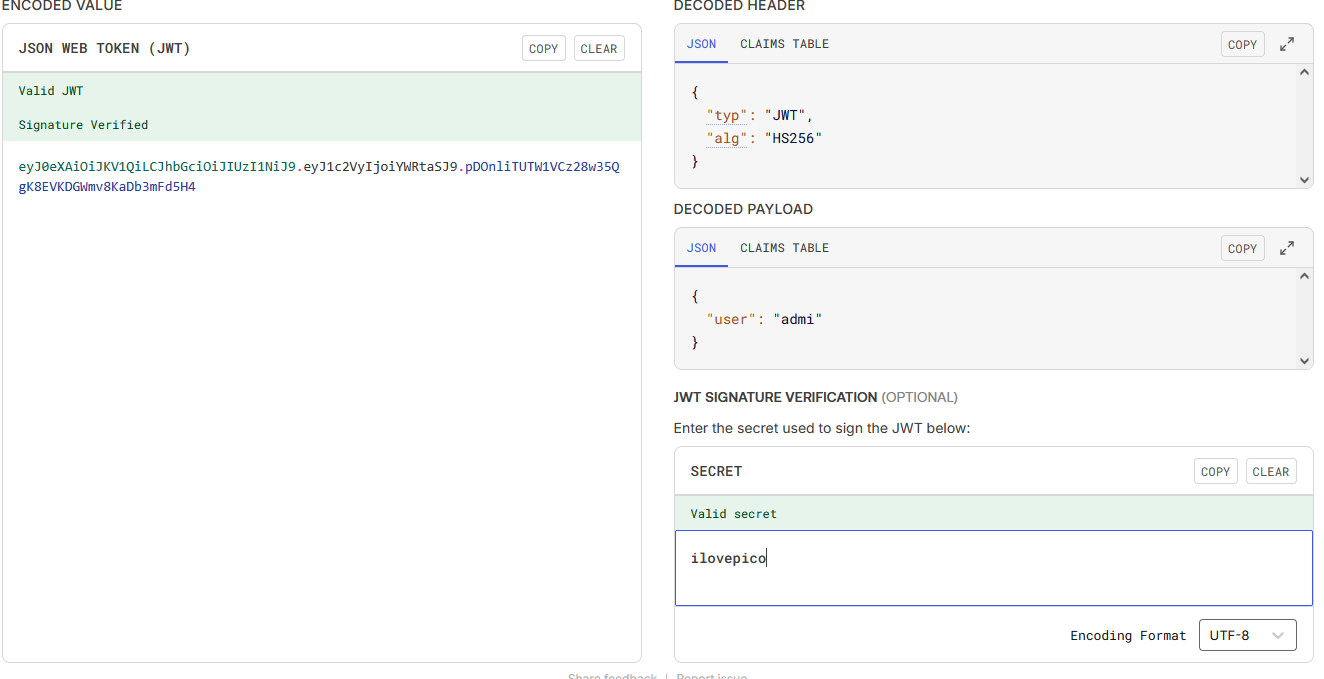 ENCODED VALUE
JSON WEB TOKEN (JWT)
COPY
CLEAR
Valid JWT
Signature Verified
eyJ0eXAiOiJKV1QiLCJhbGciOiJIUzI1NiJ9.eyJ1c2VyIjoiYWRtaSJ9.pDOnliTUTW1VCz28w35Q
gK8EVKDGWmv8KaDb3mFd5H4
DECODED HEADER
JSON
CLAIMS TABLE
COPY
{
"typ": "JWT",
"alg": "HS256"
}
DECODED PAYLOAD
JSON
CLAIMS TABLE
COPY
{
"user": "admi"
}
JWT SIGNATURE VERIFICATION (OPTIONAL)
Enter the secret used to sign the JWT below:
SECRET
COPY
CLEAR
Valid secret
ilovepico
Encoding Format
UTF-8
Share feedback | Report issue